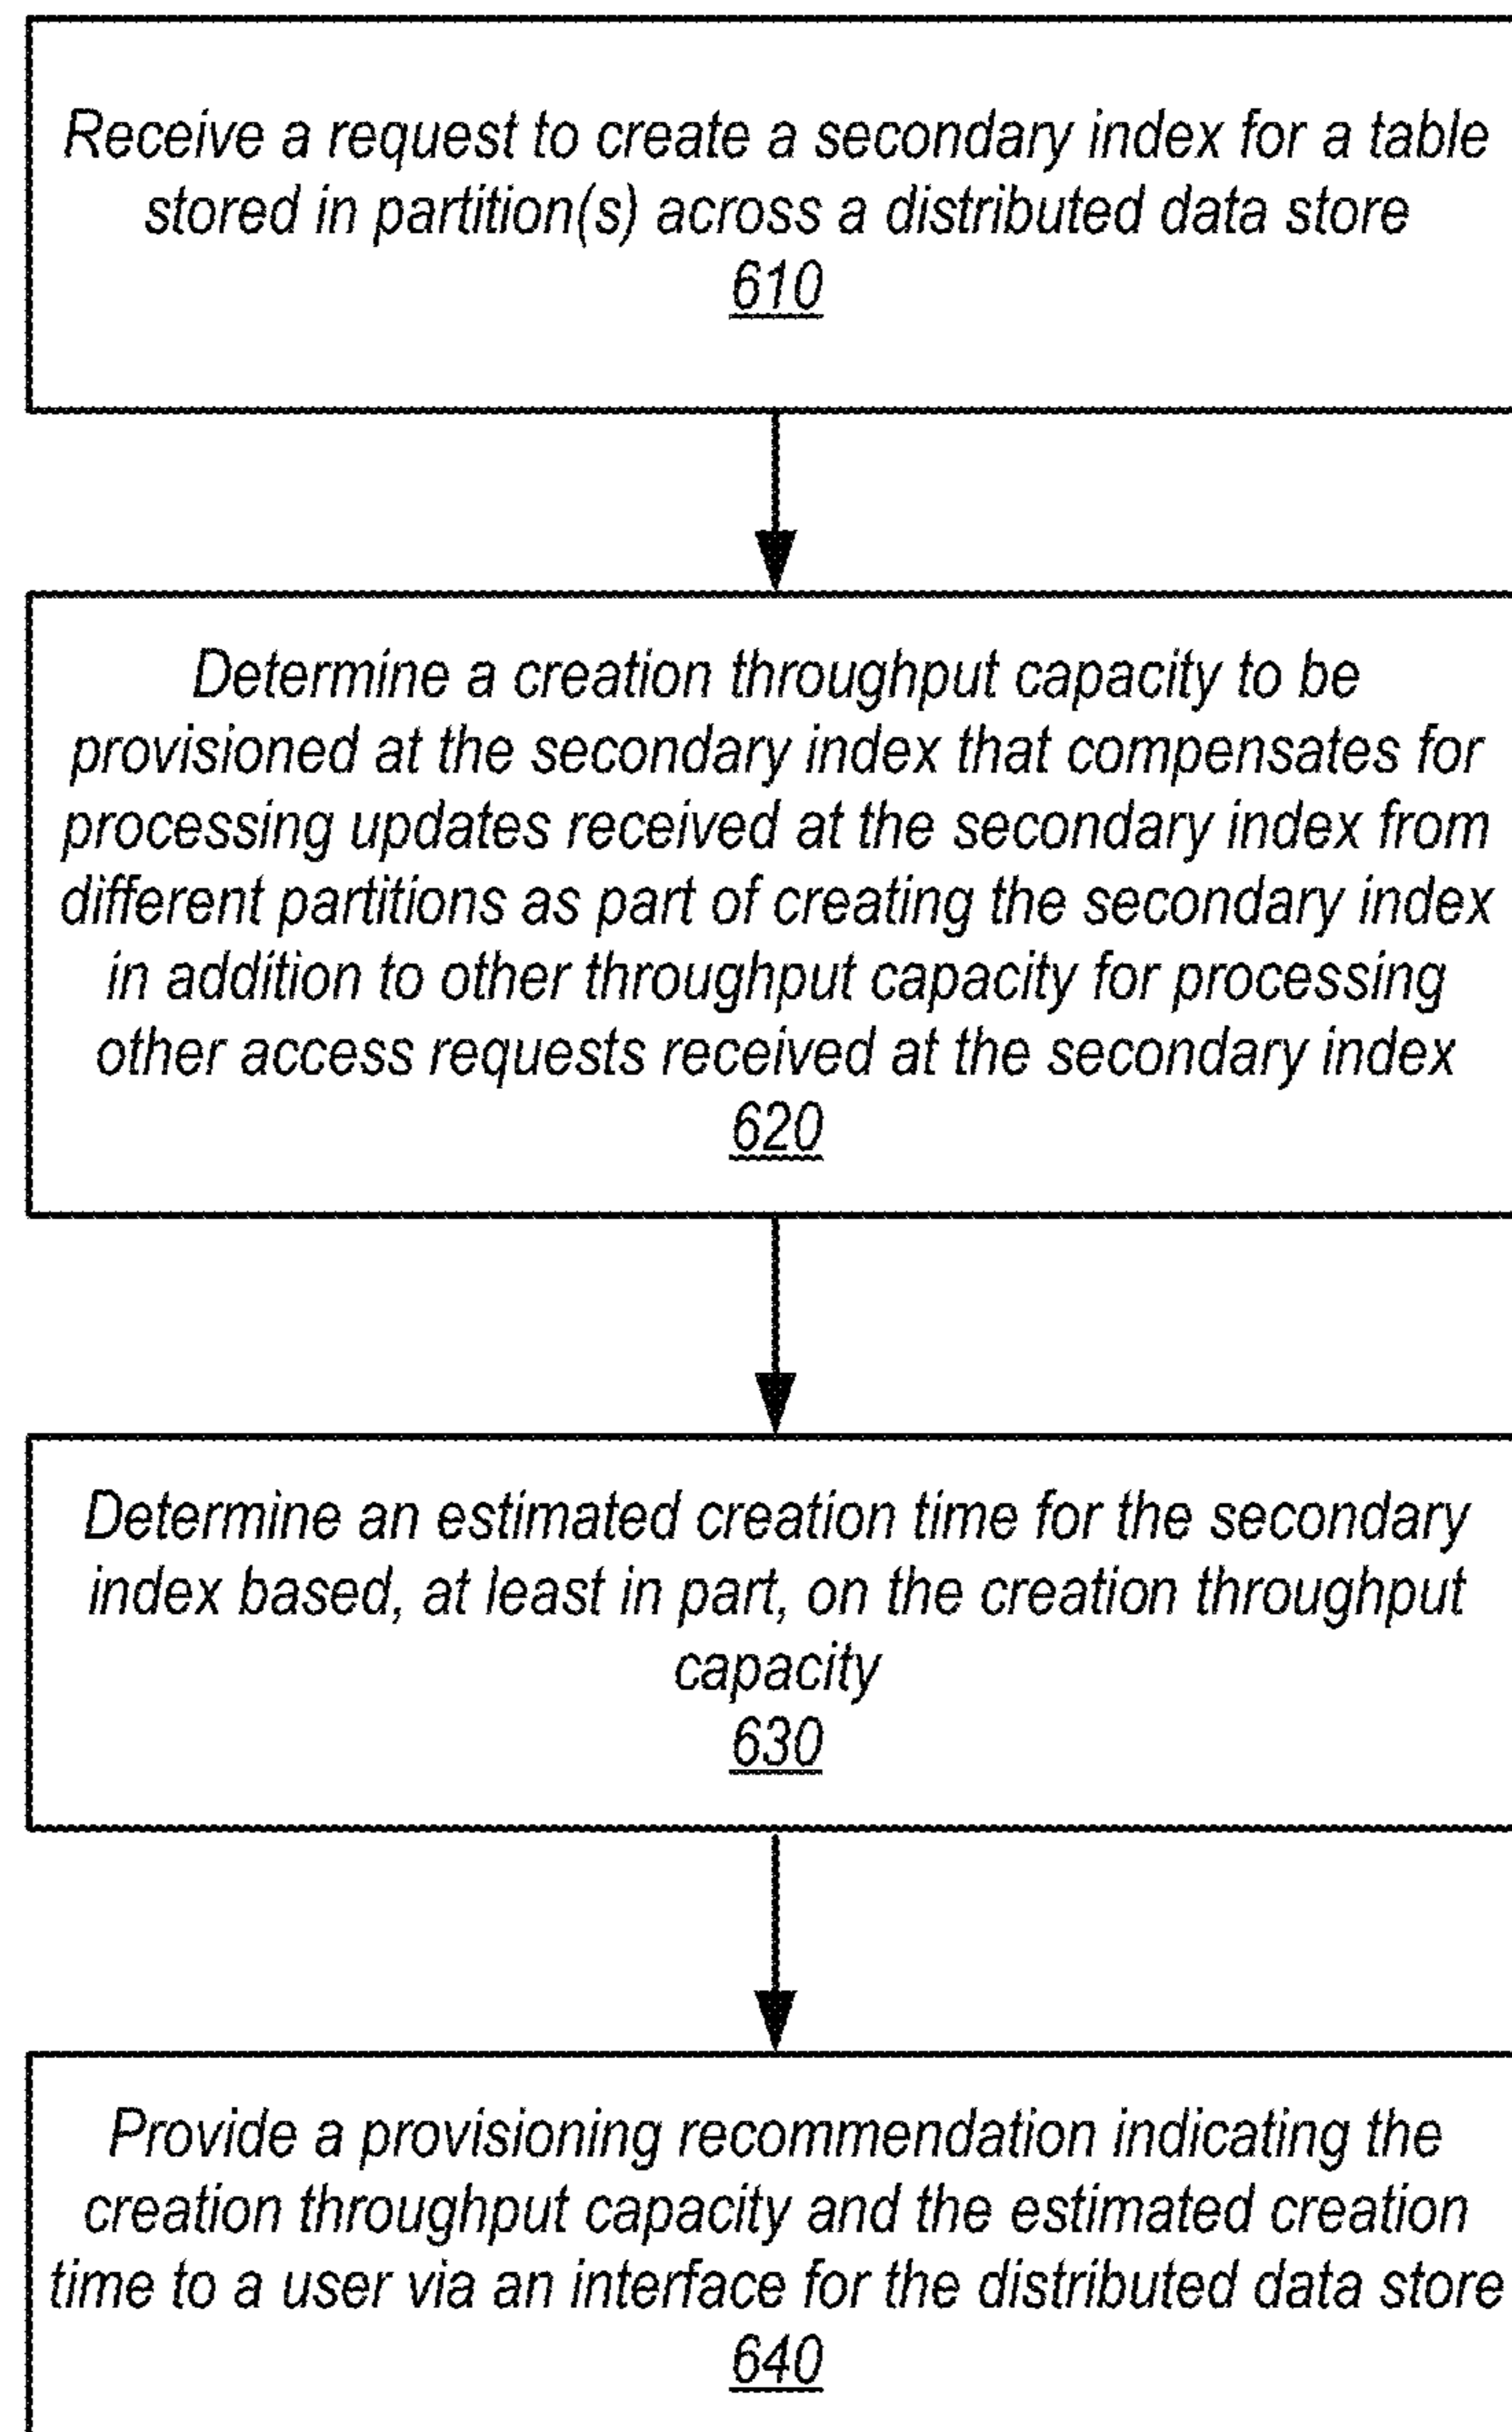 Receive a request to create a secondary index for a table
stored in partition(s) across a distributed data store
610
Determine a creation throughput capacity to be
provisioned at the secondary index that compensates for
processing updates received at the secondary index from
different partitions as part of creating the secondary index
in addition to other throughput capacity for processing
other access requests received at the secondary index
620
Determine an estimated creation time for the secondary
index based, at least in part, on the creation throughput
capacity
630
Provide a provisioning recommendation indicating the
creation throughput capacity and the estimated creation
time to a user via an interface for the distributed data store
640